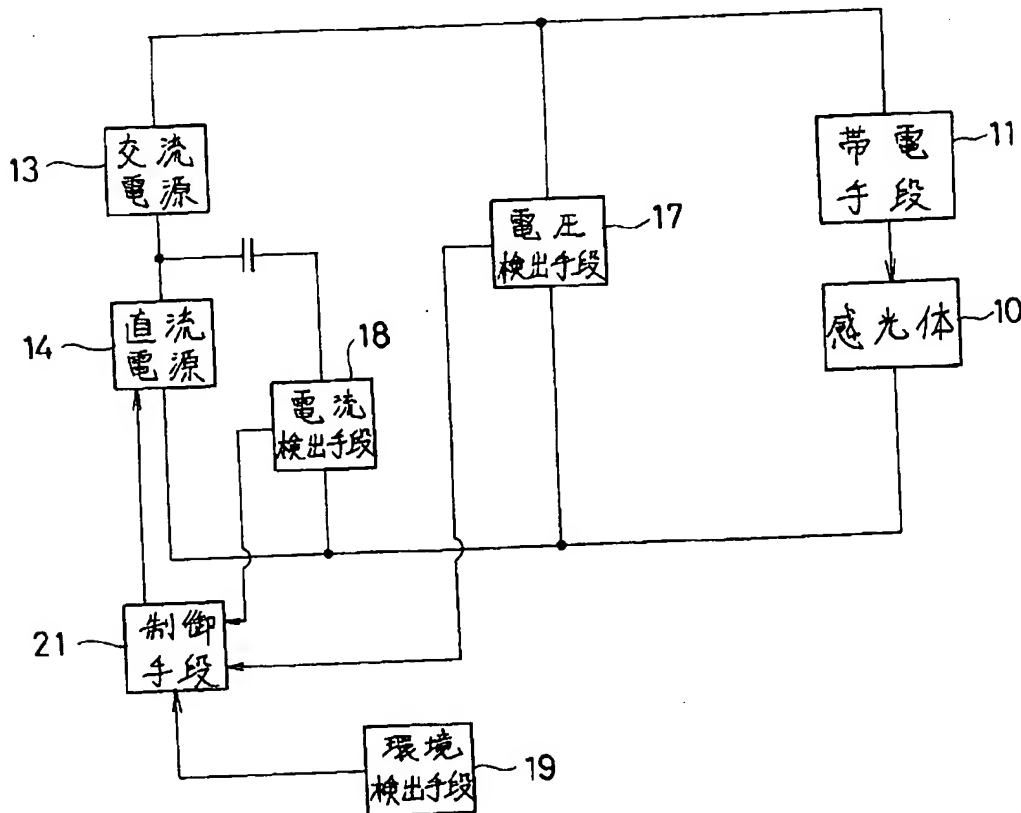 13
交流
電源
14
直流
電源
18
電流
検出手段
17
電圧
検出手段
11
帯電
手段
10
感光体
21
制御
手段
19
環境
検出手段